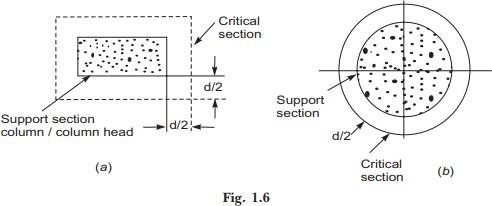 (a)
Critical
section
d/2
Support section
column / column head
d/2
Support
section
d/2
Critical
section
(b)
Fig. 1.6